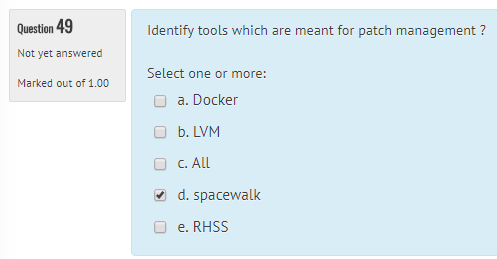 Question 49
Not yet answered
Marked out of 1.00
Identify tools which are meant for patch management ?
Select one or more:
a. Docker
b. LVM
c. All
d. spacewalk
e. RHSS